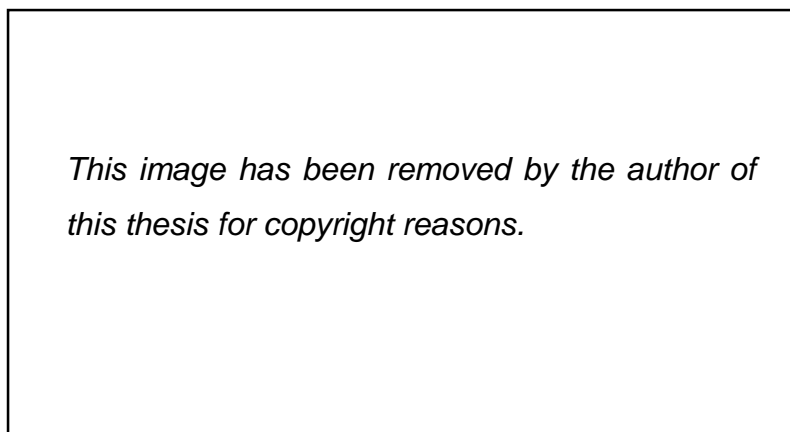 This image has been removed by the author of
this thesis for copyright reasons.